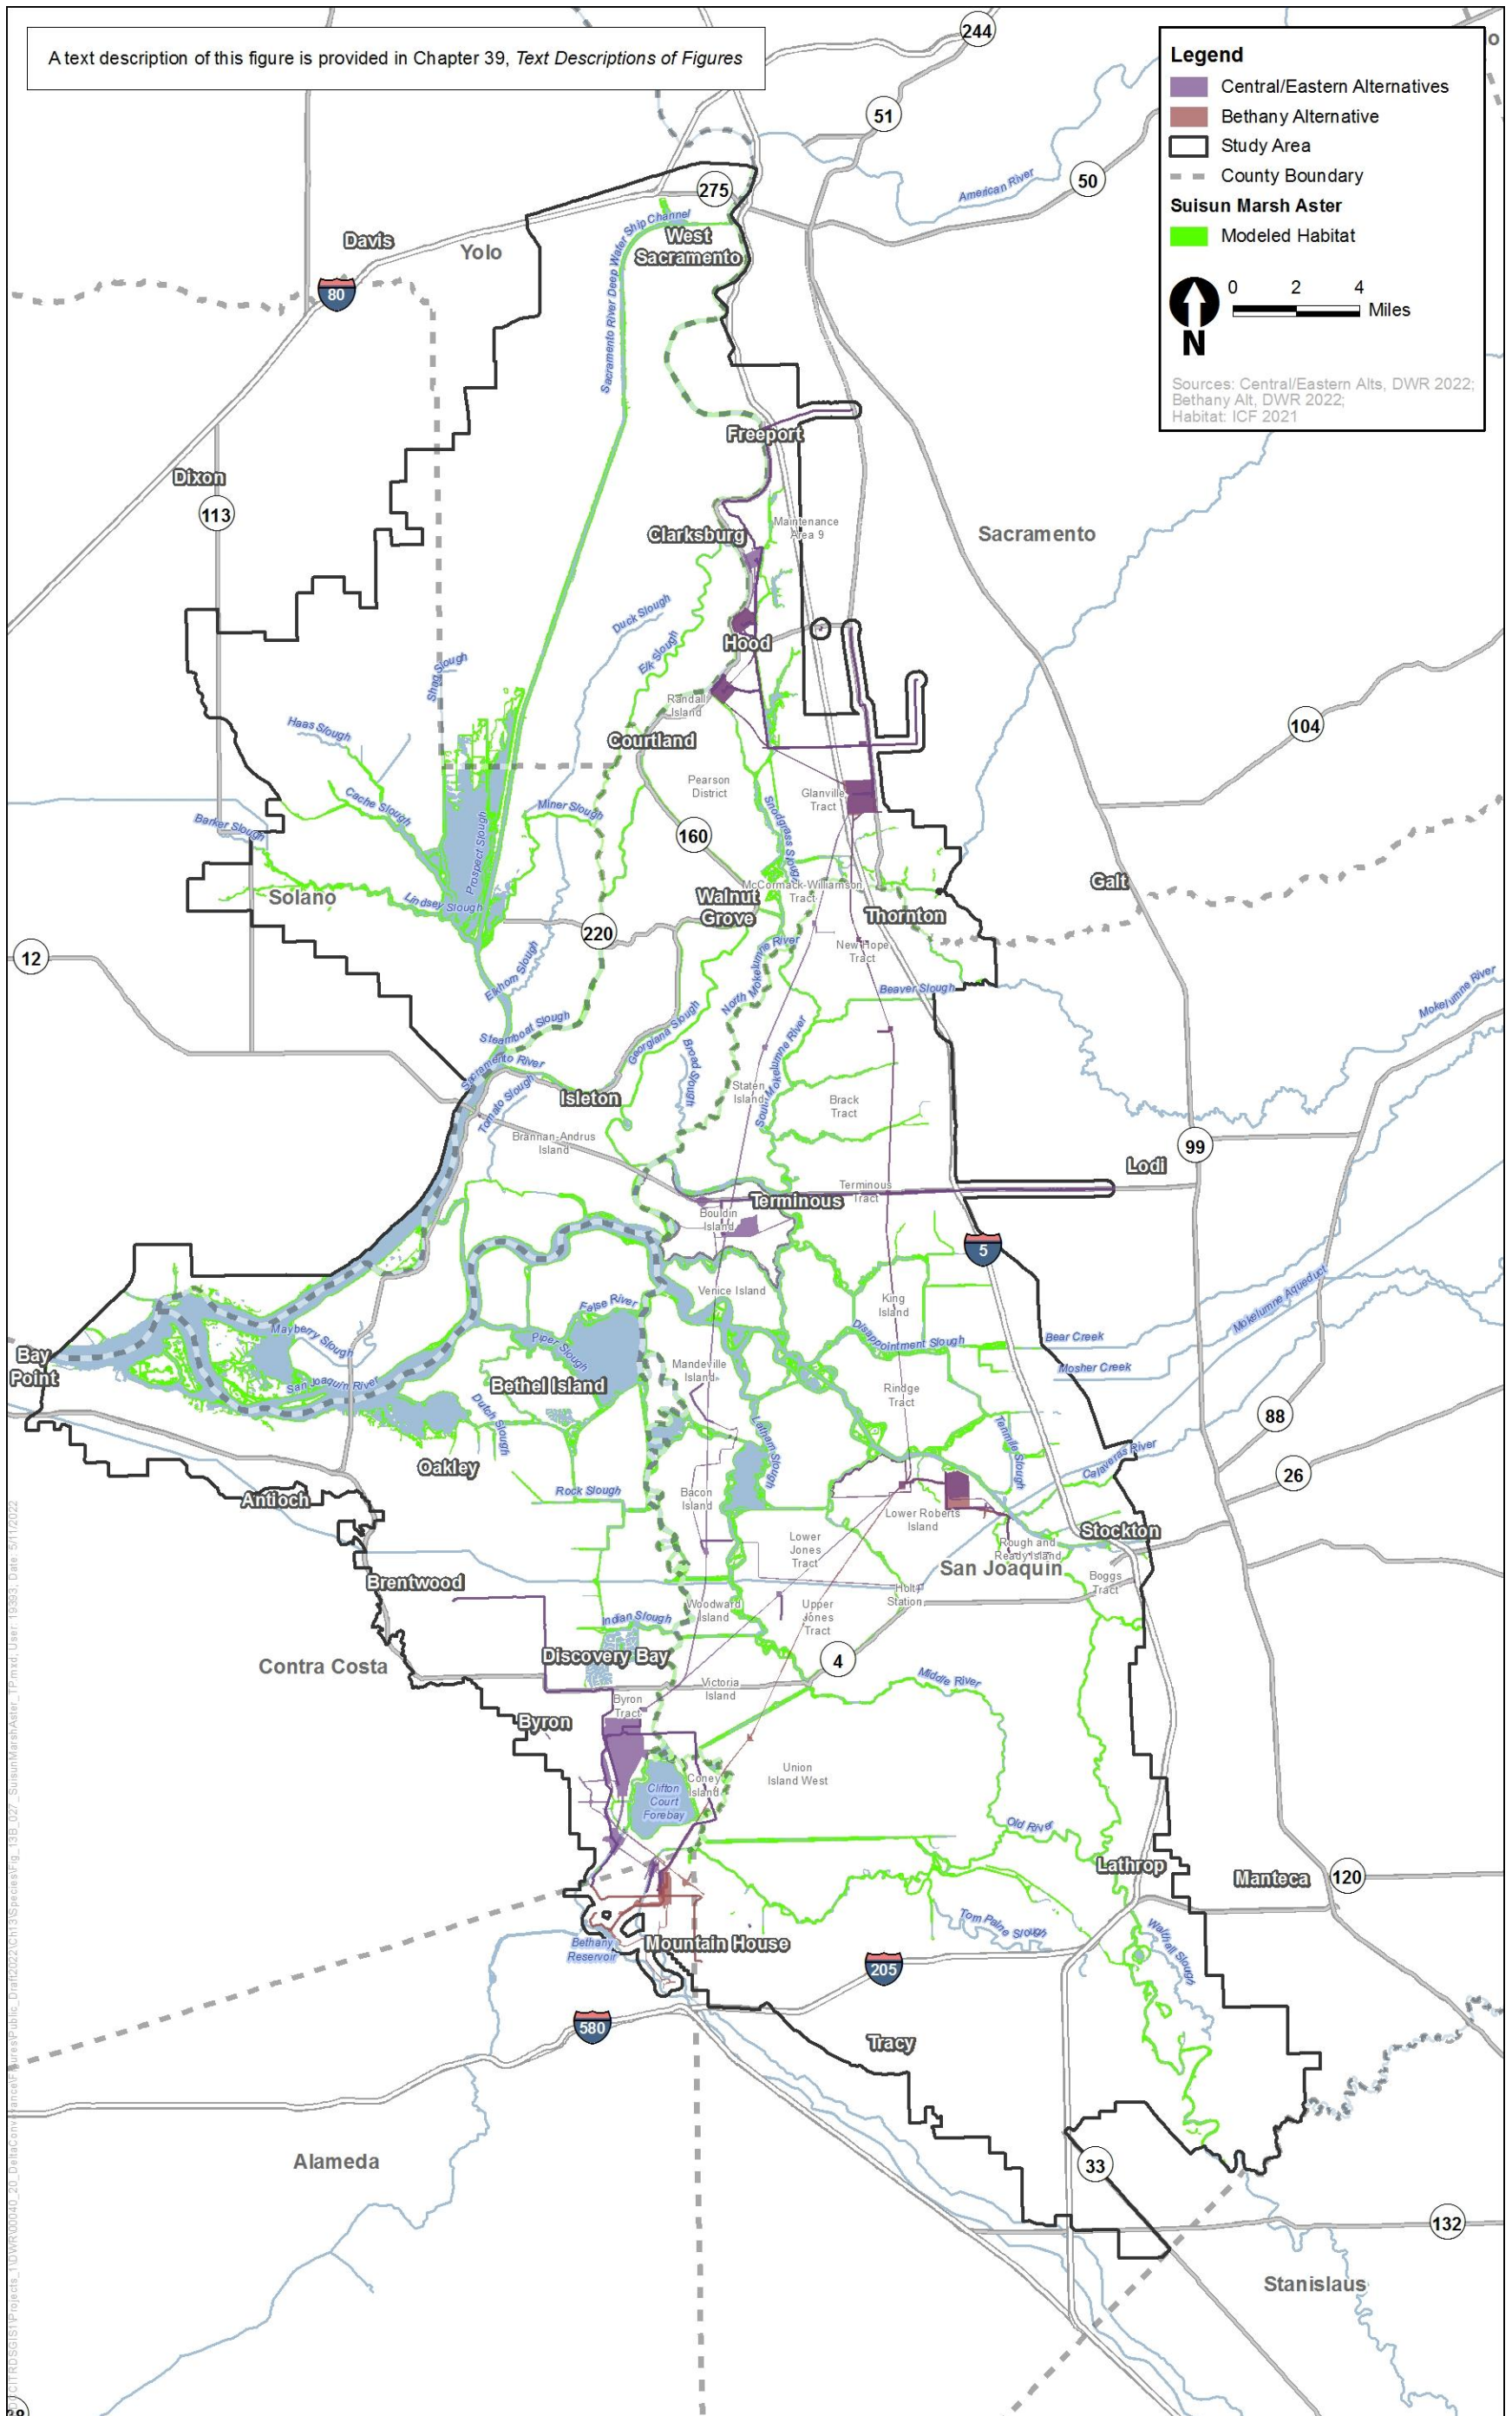 A text description of this figure is provided in Chapter 39, Text Descriptions of Figures
Legend
Central/Eastern Alternatives
Bethany Alternative
Study Area
County Boundary
Suisun Marsh Aster
Modeled Habitat
0 2 4
Miles
N
Sources: Central/Eastern Alts, DWR 2022;
Bethany Alt, DWR 2022;
Habitat: ICF 2021
244
51
50
American River
275
Sacramento River Deep Water Ship Channel
West
Sacramento
Davis
Yolo
80
Freeport
Dixon
113
Clarksburg
Maintenance
Area 9
Sacramento
Duck Slough
Elk Slough
Hood
Shag Slough
Randall
Island
Haas Slough
Courtland
104
Pearson
District
Glanville
Tract
Cache Slough
Miner Slough
Snodgrass Slough
Barker Slough
Prospect Slough
160
Galt
McCormack-Williamson
Tract
Solano
Lindsey Slough
Walnut
Grove
Thornton
220
12
New Hope
Tract
North Mokelumne River
Elkhorn Slough
Beaver Slough
Mokelumne River
Steamboat Slough
Georgiana Slough
Sacramento River
Broad Slough
South Mokelumne River
Staten
Island
Isleton
Tomato Slough
Brack
Tract
Brannan-Andrus
Island
99
Lodi
Terminous
Tract
Terminous
Bouldin
Island
5
Venice Island
King
Island
False River
Mokelumne Aqueduct
Mayberry Slough
Piper Slough
Disappointment Slough
Bear Creek
Bay
Point
Mosher Creek
Mandeville
Island
San Joaquin River
Bethel Island
Rindge
Tract
88
Dutch Slough
Latham Slough
Tenmile Slough
Calaveras River
Oakley
26
Antioch
Rock Slough
Bacon
Island
Lower Roberts
Island
Stockton
Lower
Jones
Tract
Rough and
Ready Island
San Joaquin
Boggs
Tract
Brentwood
Holt
Station
Woodward
Island
Upper
Jones
Tract
Indian Slough
Discovery Bay
4
Contra Costa
Victoria
Island
Middle River
Byron
Tract
Byron
Union
Island West
Coney
Island
Clifton
Court
Forebay
Old River
Lathrop
Manteca
120
Tom Paine Slough
Walthall Slough
Bethany
Reservoir
Mountain House
205
580
Tracy
Alameda
33
132
Stanislaus